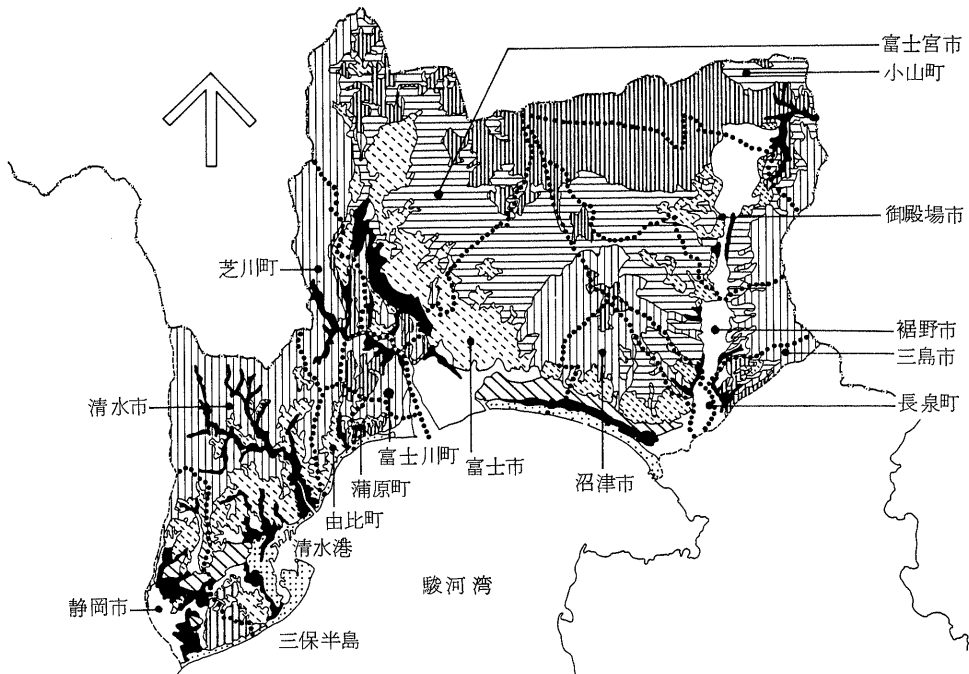 富士宮市
小山町
御殿場市
芝川町
裾野市
三島市
清水市
長泉町
富士川町
富士市
沼津市
蒲原町
由比町
清水港
駿河湾
静岡市
三保半島